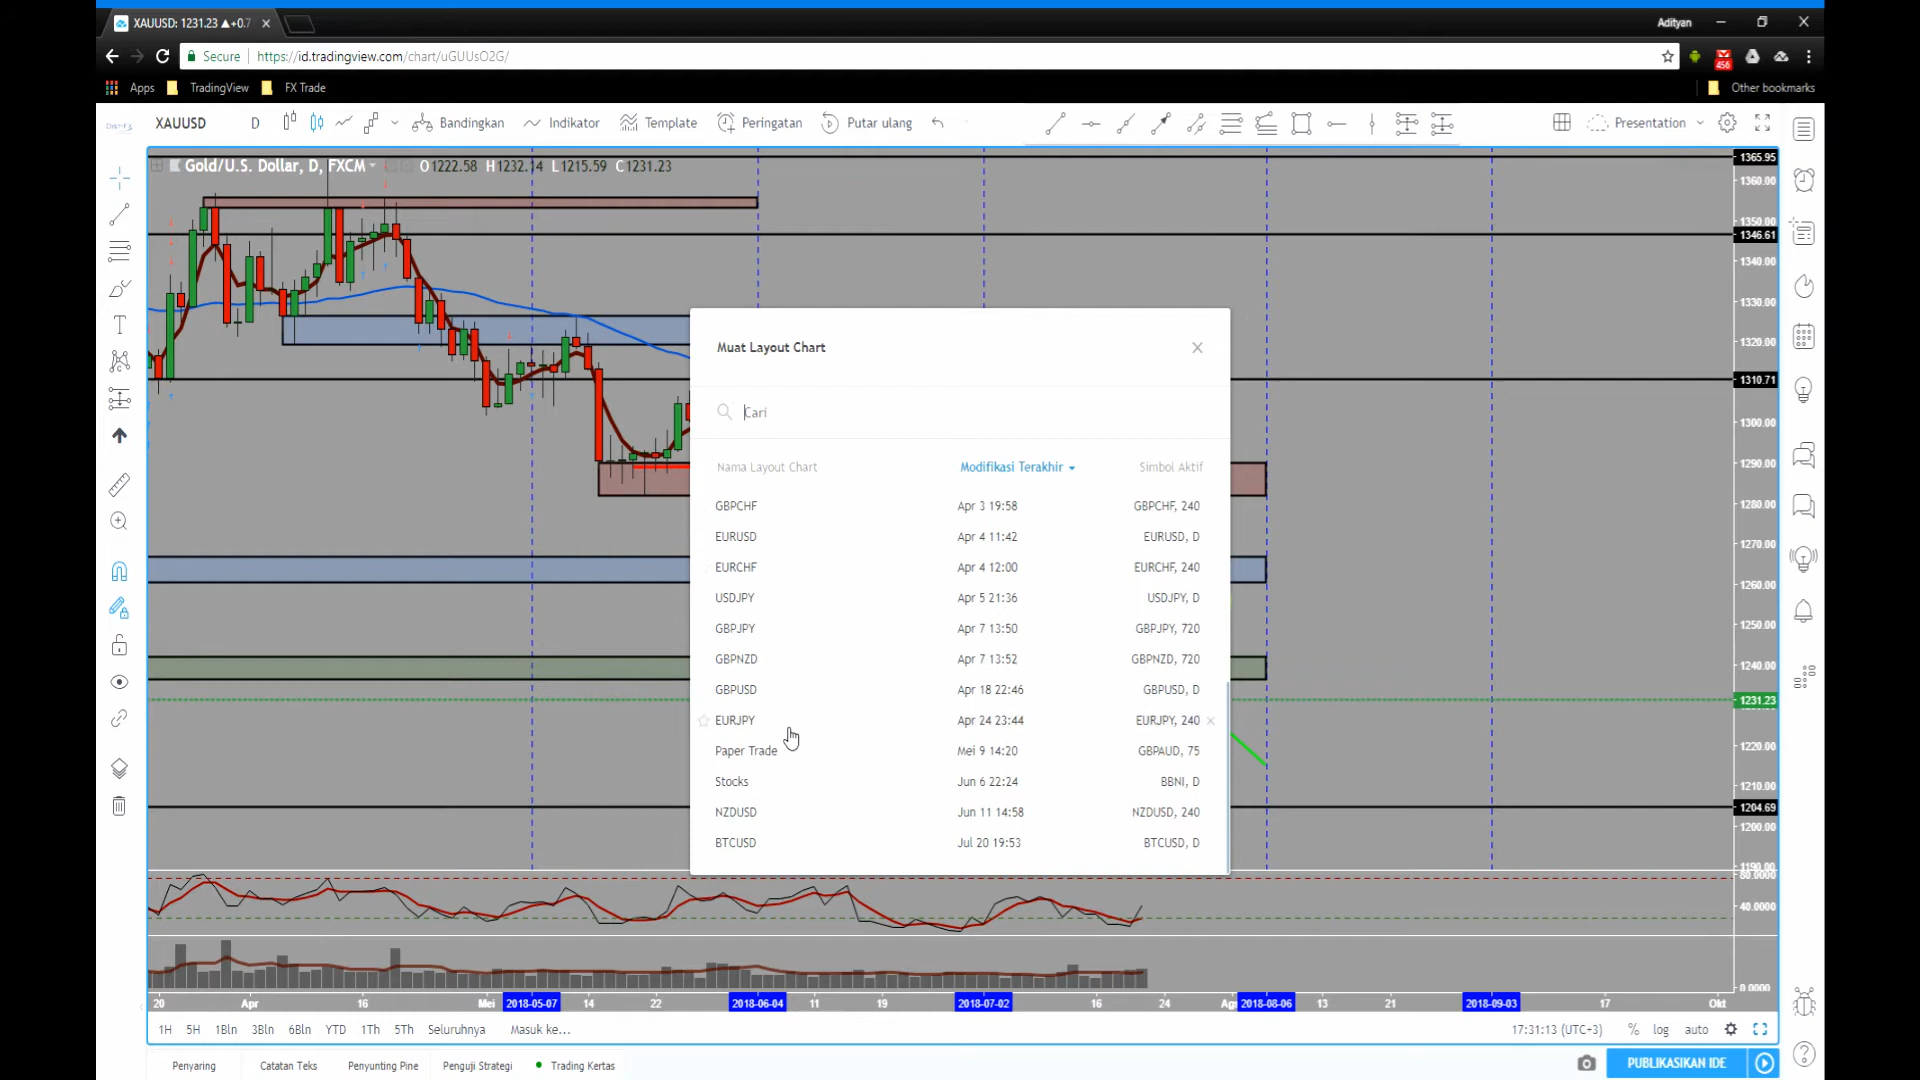 XAUUSD: 1231.23 ▲+0.7
Adityan
Secure https://id.tradingview.com/chart/uGUUsO2G/
456
Apps TradingView FX Trade Other bookmarks
XAUUSD D Bandingkan Indikator Template Peringatan Putar ulang Presentation
Gold/U.S. Dollar, D, FXCM O1222.58 H1232.14 L1215.59 C1231.23
1365.95
1360.00
1350.00
1346.61
1340.00
1330.00
1320.00
1310.71
1300.00
1290.00
1280.00
1270.00
1260.00
1250.00
1240.00
1231.23
1220.00
1210.00
1204.69
1200.00
1190.00
80.0000
40.0000
0.0000
Muat Layout Chart
Cari
Nama Layout Chart Modifikasi Terakhir Simbol Aktif
GBPCHF Apr 3 19:58 GBPCHF, 240
EURUSD Apr 4 11:42 EURUSD, D
EURCHF Apr 4 12:00 EURCHF, 240
USDJPY Apr 5 21:36 USDJPY, D
GBPJPY Apr 7 13:50 GBPJPY, 720
GBPNZD Apr 7 13:52 GBPNZD, 720
GBPUSD Apr 18 22:46 GBPUSD, D
EURJPY Apr 24 23:44 EURJPY, 240
Paper Trade Mei 9 14:20 GBPAUD, 75
Stocks Jun 6 22:24 BBNI, D
NZDUSD Jun 11 14:58 NZDUSD, 240
BTCUSD Jul 20 19:53 BTCUSD, D
20 Apr 16 Mei 2018-05-07 14 22 2018-06-04 11 19 2018-07-02 16 24 2018-08-06 13 21 2018-09-03 17 Okt
1H 5H 1Bln 3Bln 6Bln YTD 1Th 5Th Seluruhnya Masuk ke... 17:31:13 (UTC+3) % log auto
Penyaring Catatan Teks Penyunting Pine Penguji Strategi Trading Kertas PUBLIKASIKAN IDE